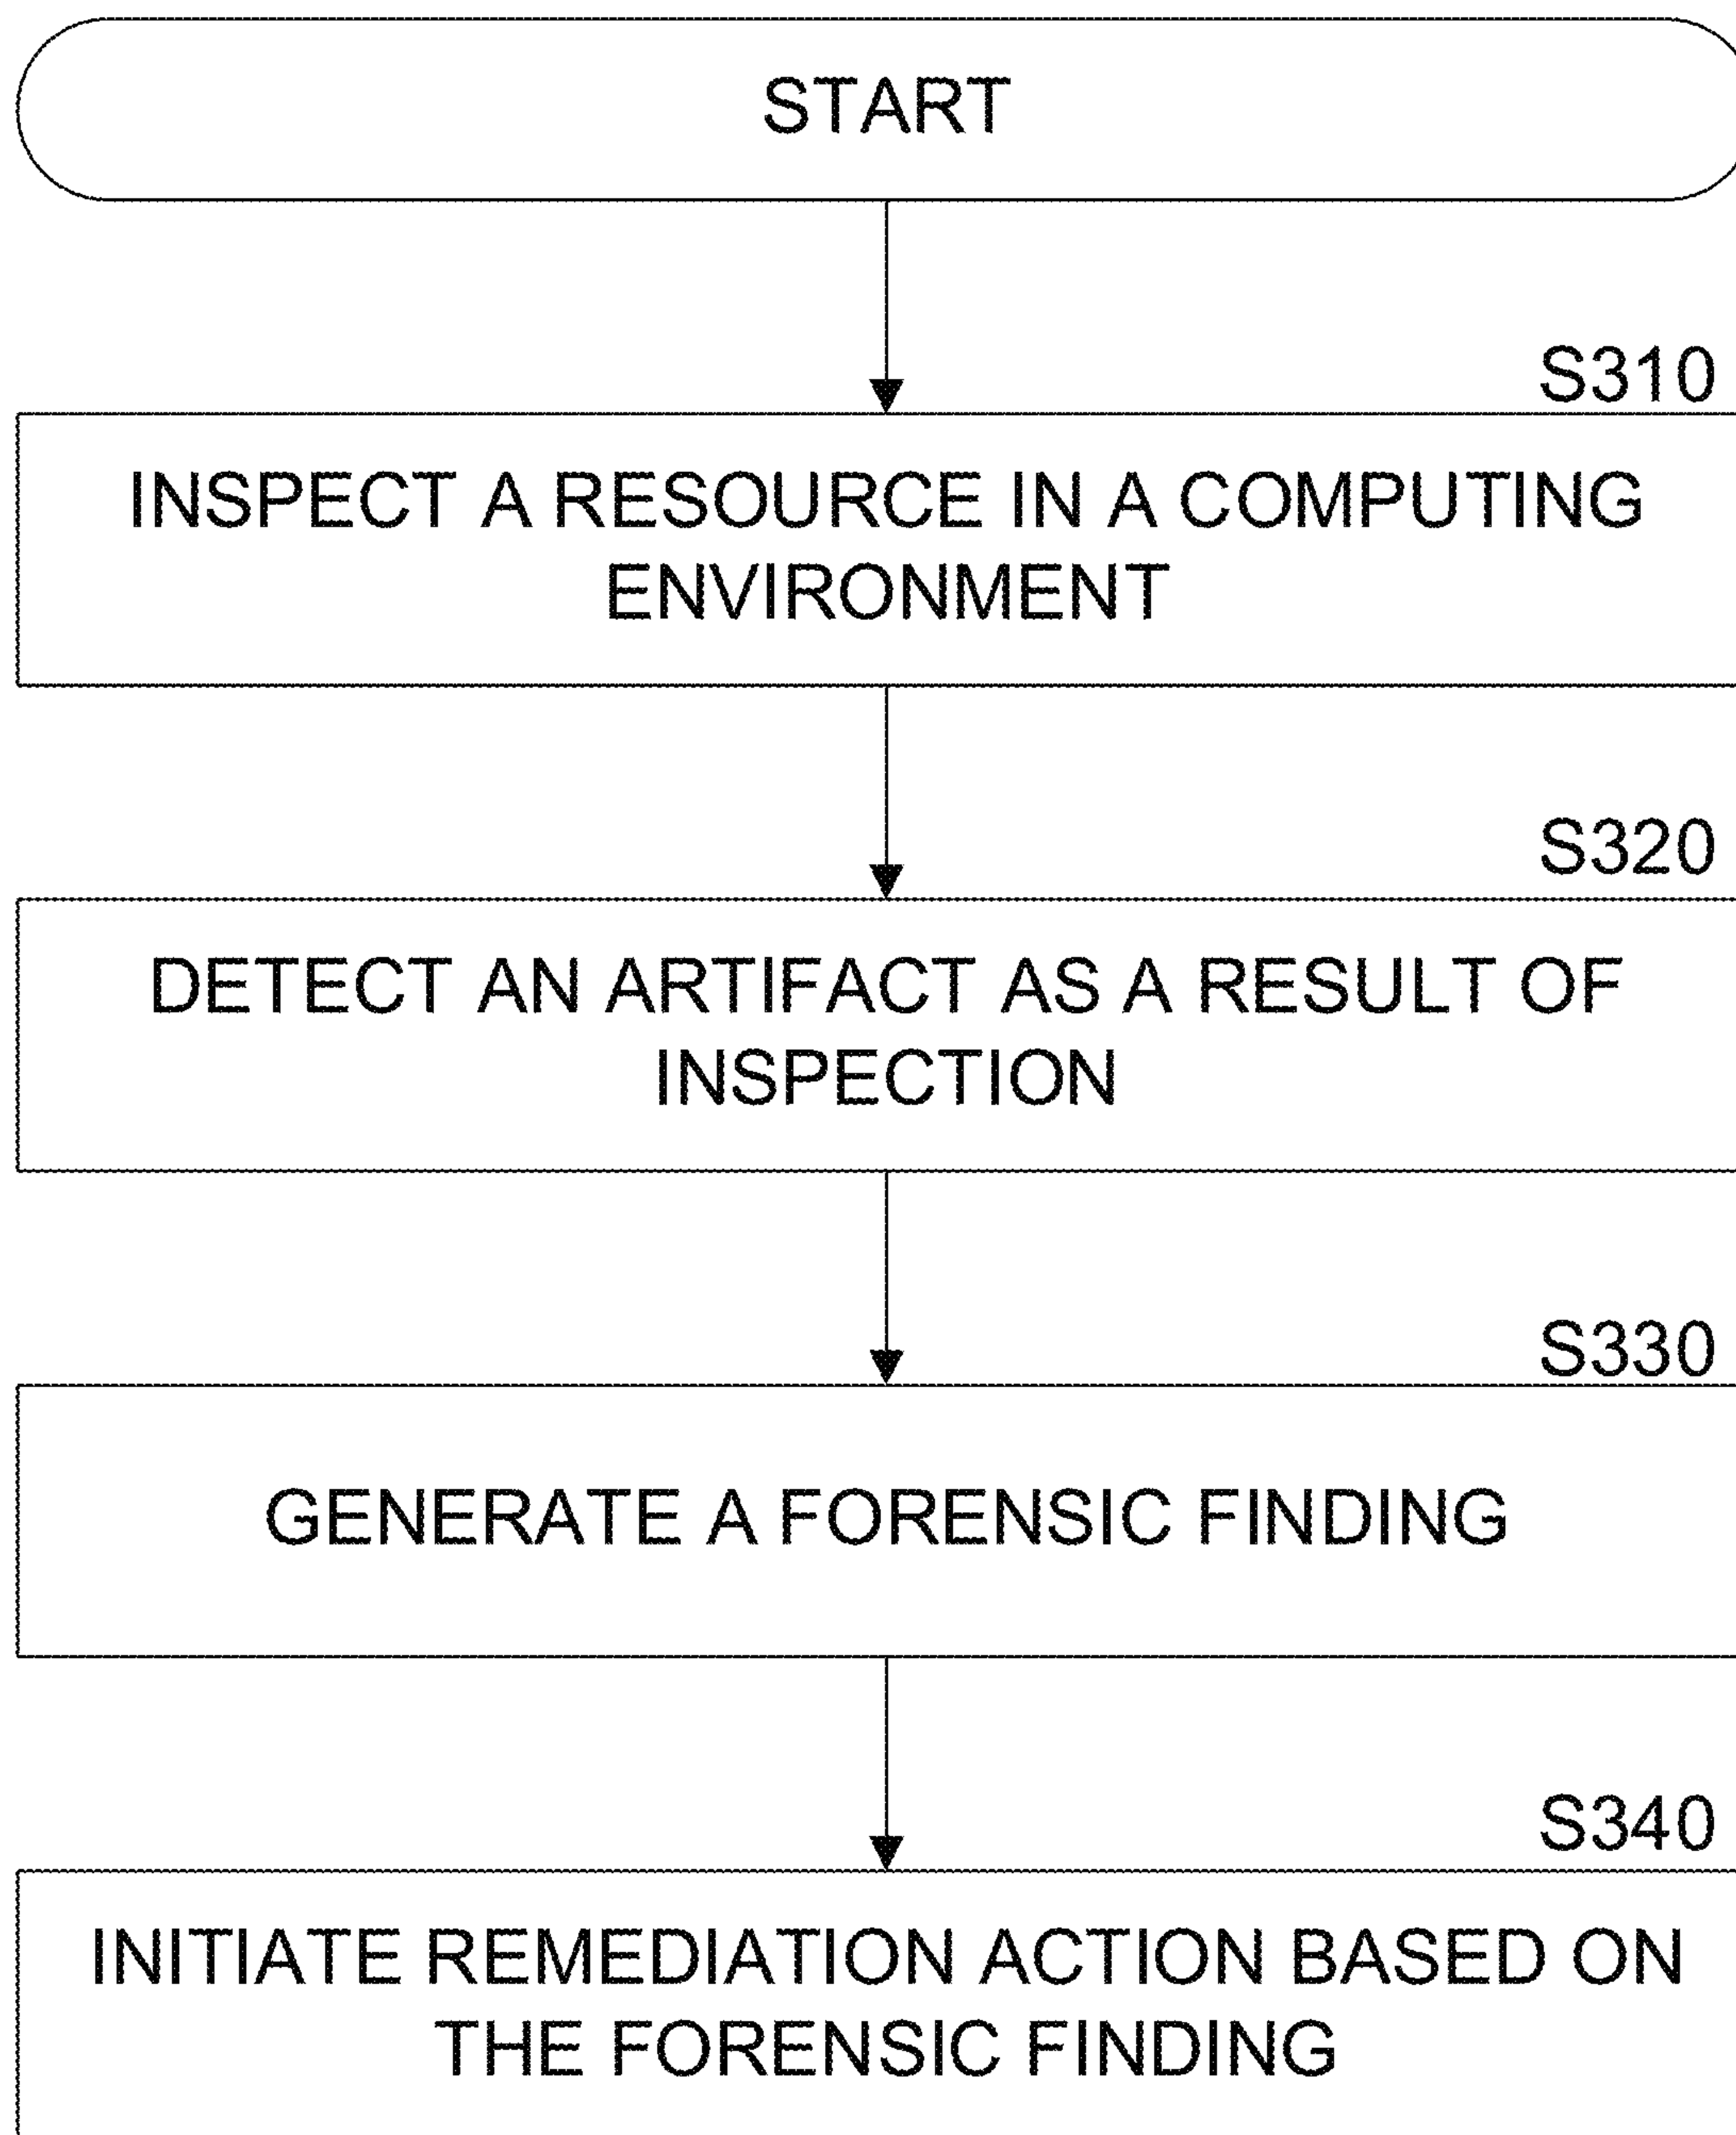 START
S310
INSPECT A RESOURCE IN A COMPUTING
ENVIRONMENT
S320
DETECT AN ARTIFACT AS A RESULT OF
INSPECTION
S330
GENERATE A FORENSIC FINDING
S340
INITIATE REMEDIATION ACTION BASED ON
THE FORENSIC FINDING